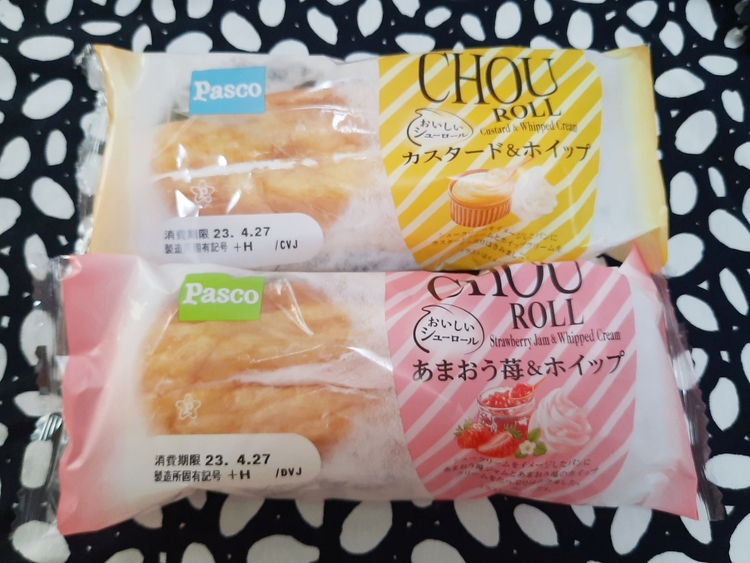 Pasco
CHOU
ROLL
Custard & Whipped Cream
おいしい
シューロール
カスタード&ホイップ
消費期限 23. 4.27
製造所固有記号 +H /CVJ
Pasco
CHOU
ROLL
Strawberry Jam & Whipped Cream
おいしい
シューロール
あまおう苺&ホイップ
消費期限 23. 4.27
製造所固有記号 +H /DVJ